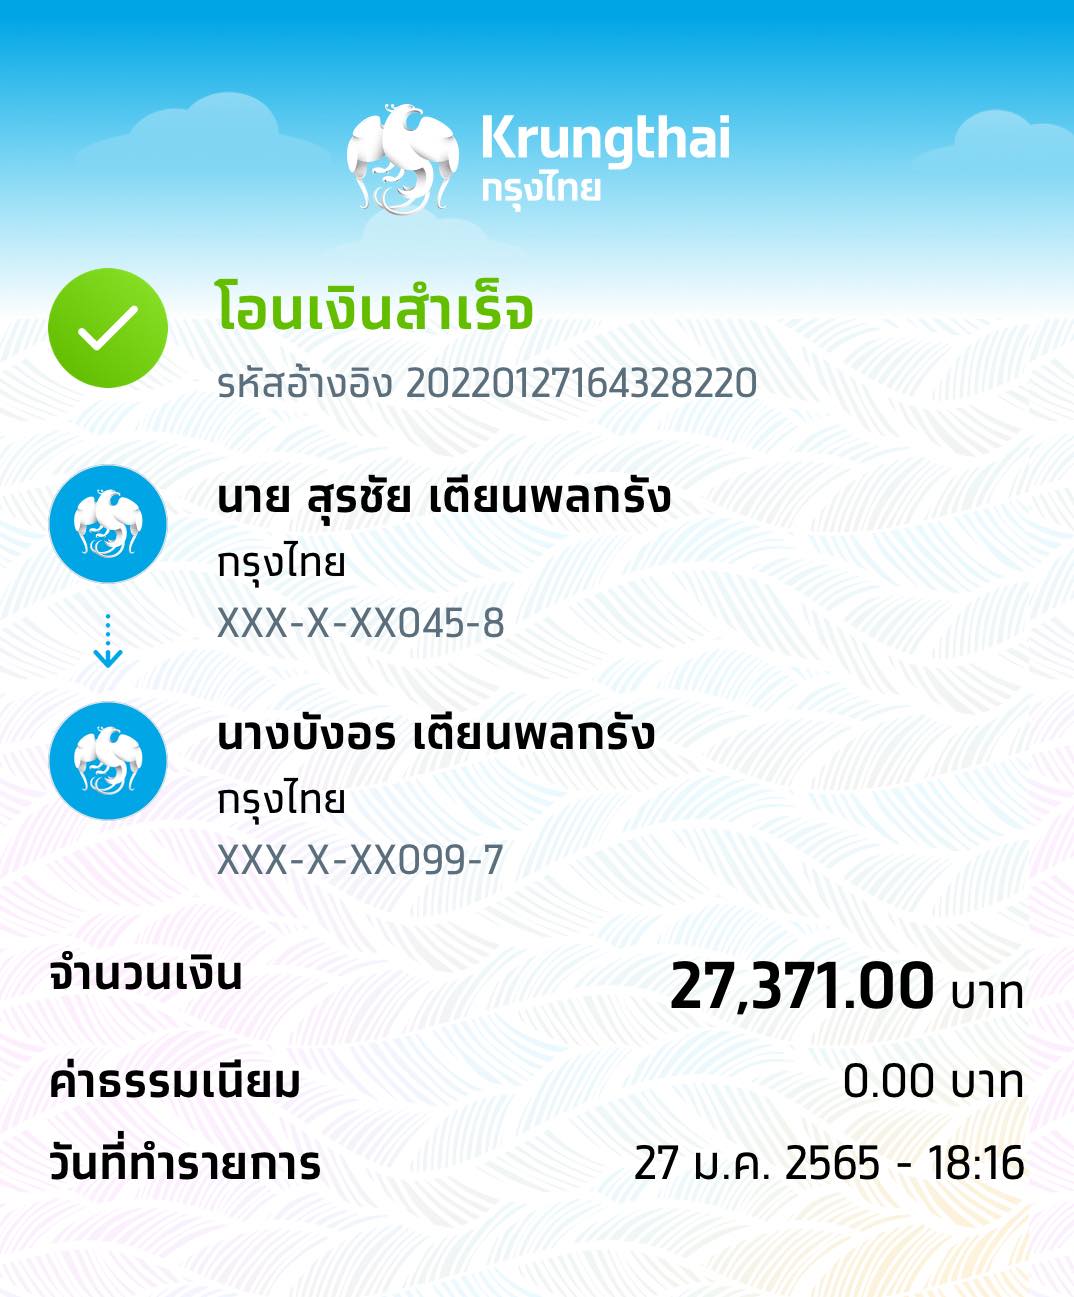 Krungthai
กรุงไทย
โอนเงินสำเร็จ
รหัสอ้างอิง 20220127164328220
นาย สุรชัย เตียนพลกรัง
กรุงไทย
XXX-X-XX045-8
นางบังอร เตียนพลกรัง
กรุงไทย
XXX-X-XX099-7
จำนวนเงิน 27,371.00 บาท
ค่าธรรมเนียม 0.00 บาท
วันที่ทำรายการ 27 ม.ค. 2565 - 18:16